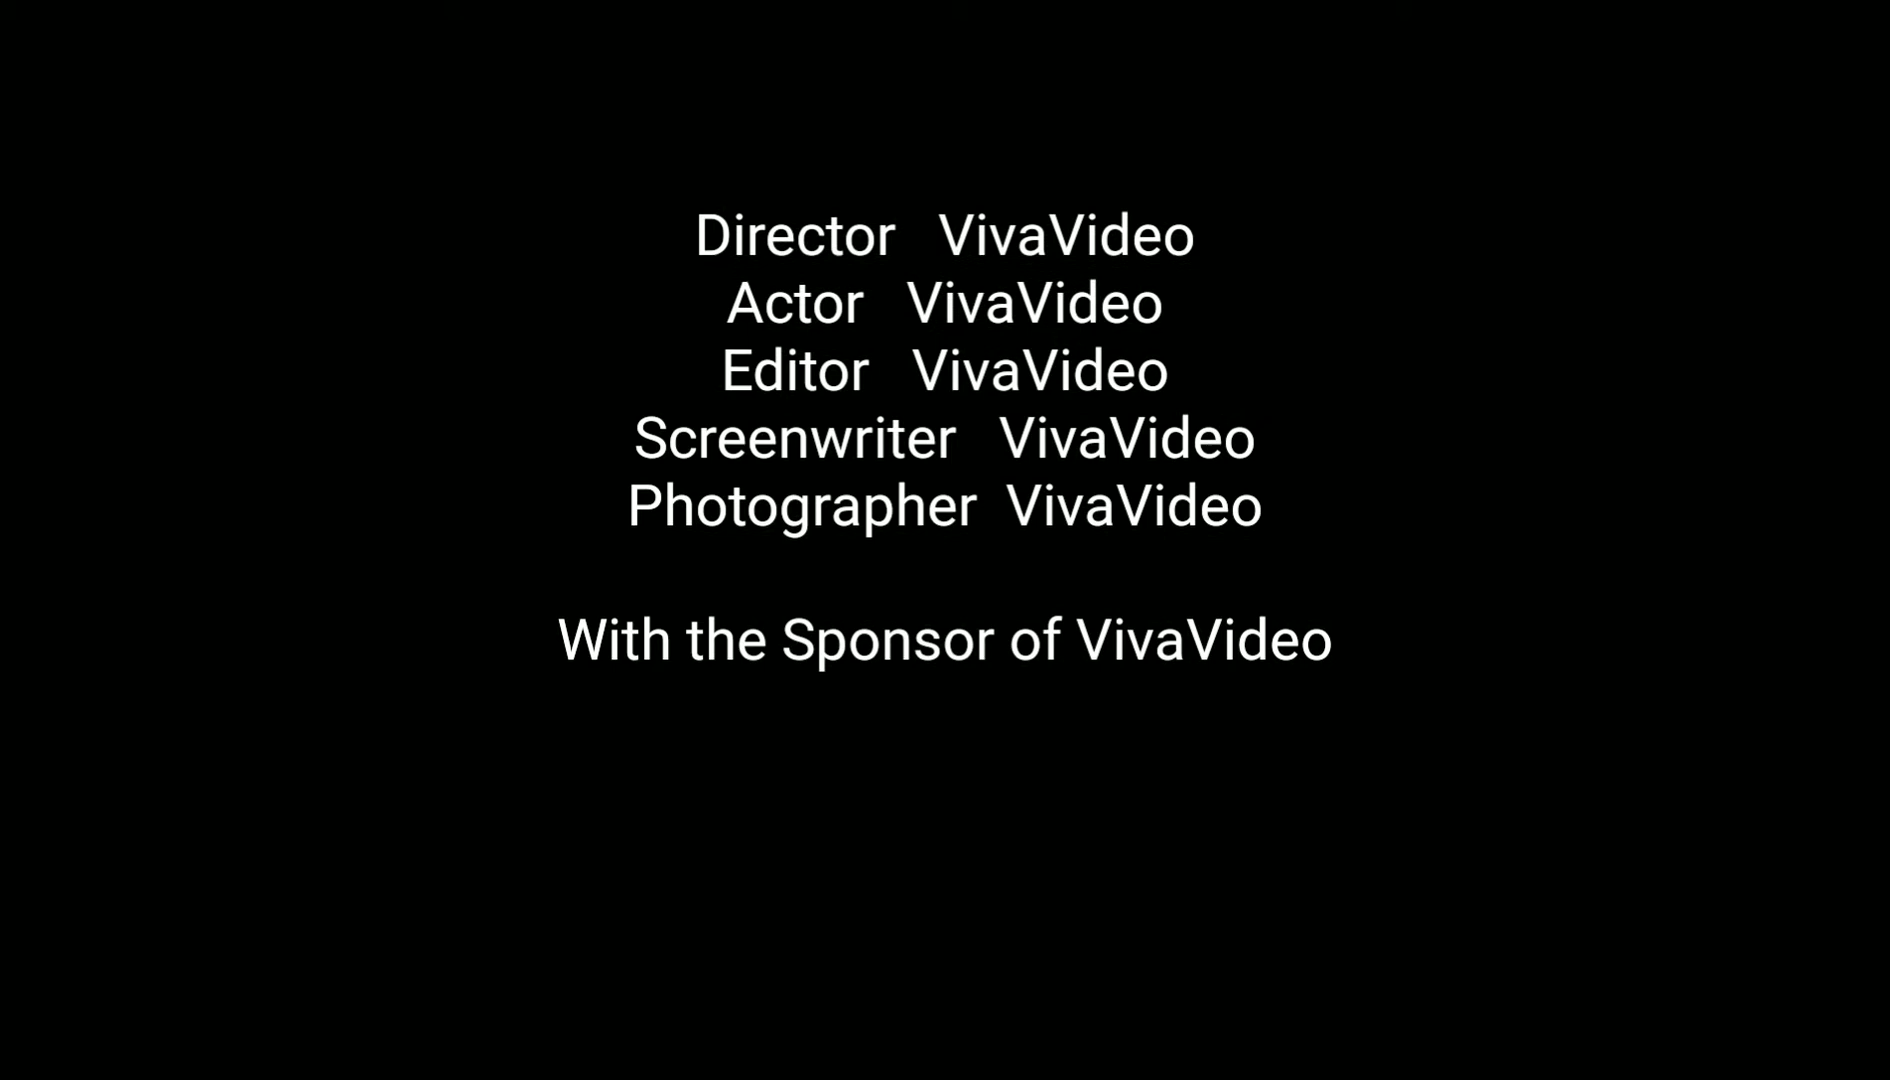 Director VivaVideo
Actor VivaVideo
Editor VivaVideo
Screenwriter VivaVideo
Photographer VivaVideo
With the Sponsor of VivaVideo